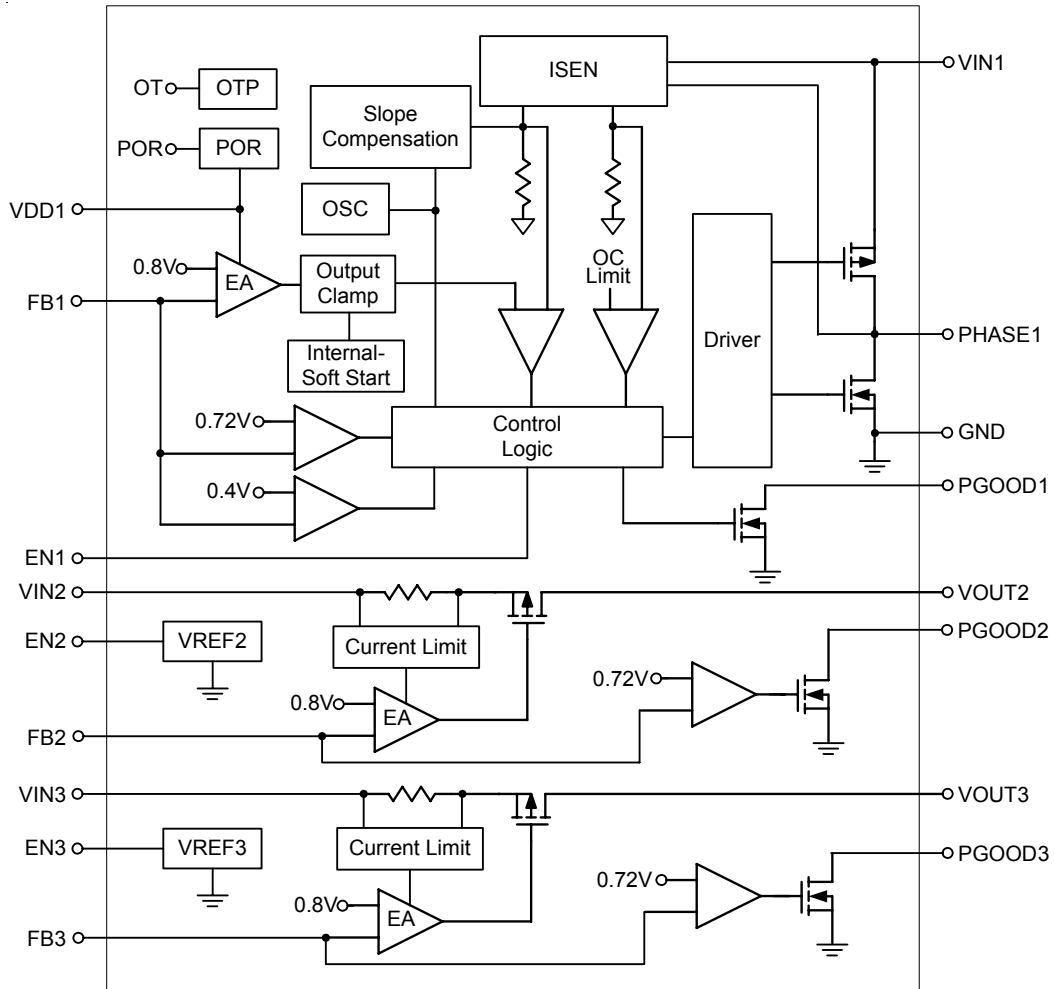 ISEN
VIN1
OT
OTP
Slope
Compensation
POR
POR
VDD1
OSC
0.8V
EA
Output
Clamp
OC
Limit
FB1
Driver
PHASE1
Internal-
Soft Start
0.72V
Control
Logic
GND
0.4V
PGOOD1
EN1
VIN2
VOUT2
EN2
VREF2
Current Limit
PGOOD2
0.8V
EA
0.72V
FB2
VIN3
VOUT3
EN3
VREF3
Current Limit
PGOOD3
0.8V
EA
0.72V
FB3